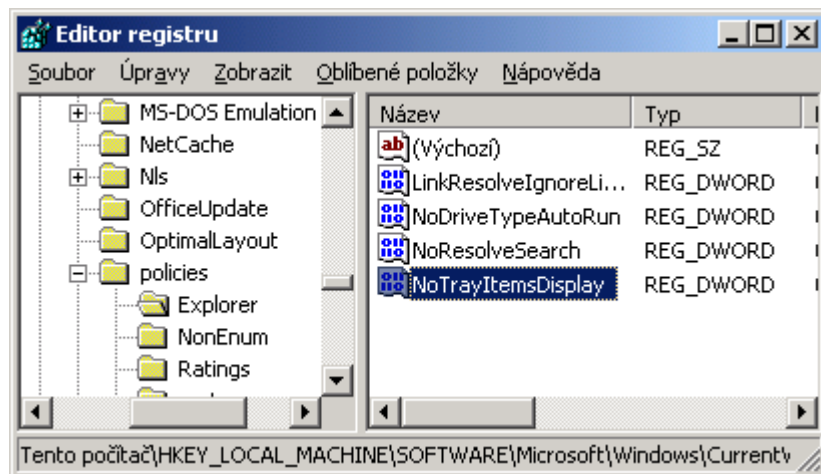 Editor registru
Soubor Úpravy Zobrazit Oblíbené položky Nápověda
MS-DOS Emulation
NetCache
Nls
OfficeUpdate
OptimalLayout
policies
Explorer
NonEnum
Ratings
Název Typ
(Výchozí) REG_SZ
LinkResolveIgnoreLi... REG_DWORD
NoDriveTypeAutoRun REG_DWORD
NoResolveSearch REG_DWORD
NoTrayItemsDisplay REG_DWORD
Tento počítač\HKEY_LOCAL_MACHINE\SOFTWARE\Microsoft\Windows\Current